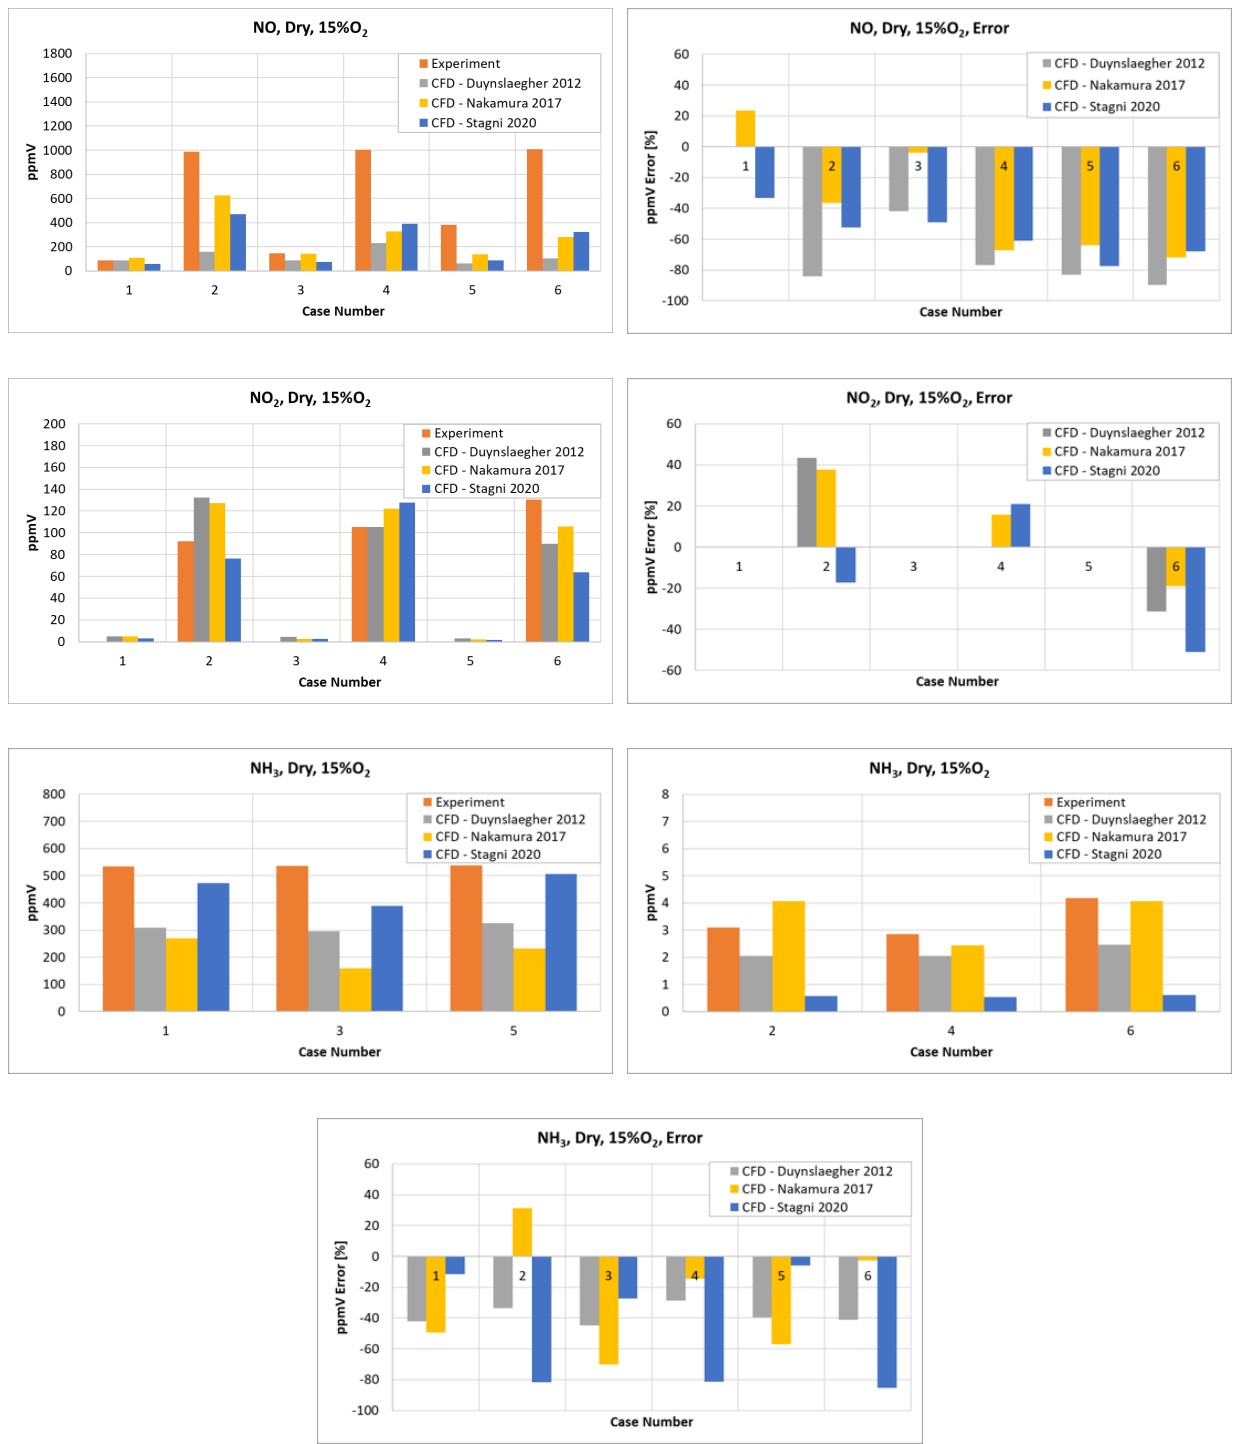 NO, Dry, 15%O₂
1800
1600
1400
1200
1000
800
600
400
200
0
ppmV
Experiment
CFD - Duynslaegher 2012
CFD - Nakamura 2017
CFD - Stagni 2020
1 2 3 4 5 6
Case Number
NO, Dry, 15%O₂, Error
60
40
20
0
-20
-40
-60
-80
-100
ppmV Error [%]
CFD - Duynslaegher 2012
CFD - Nakamura 2017
CFD - Stagni 2020
1 2 3 4 5 6
Case Number
NO₂, Dry, 15%O₂
200
180
160
140
120
100
80
60
40
20
0
ppmV
Experiment
CFD - Duynslaegher 2012
CFD - Nakamura 2017
CFD - Stagni 2020
1 2 3 4 5 6
Case Number
NO₂, Dry, 15%O₂, Error
60
40
20
0
-20
-40
-60
ppmV Error [%]
CFD - Duynslaegher 2012
CFD - Nakamura 2017
CFD - Stagni 2020
1 2 3 4 5 6
Case Number
NH₃, Dry, 15%O₂
800
700
600
500
400
300
200
100
0
ppmV
Experiment
CFD - Duynslaegher 2012
CFD - Nakamura 2017
CFD - Stagni 2020
1 3 5
Case Number
NH₃, Dry, 15%O₂
8
7
6
5
4
3
2
1
0
ppmV
Experiment
CFD - Duynslaegher 2012
CFD - Nakamura 2017
CFD - Stagni 2020
2 4 6
Case Number
NH₃, Dry, 15%O₂, Error
60
40
20
0
-20
-40
-60
-80
-100
ppmV Error [%]
CFD - Duynslaegher 2012
CFD - Nakamura 2017
CFD - Stagni 2020
1 2 3 4 5 6
Case Number